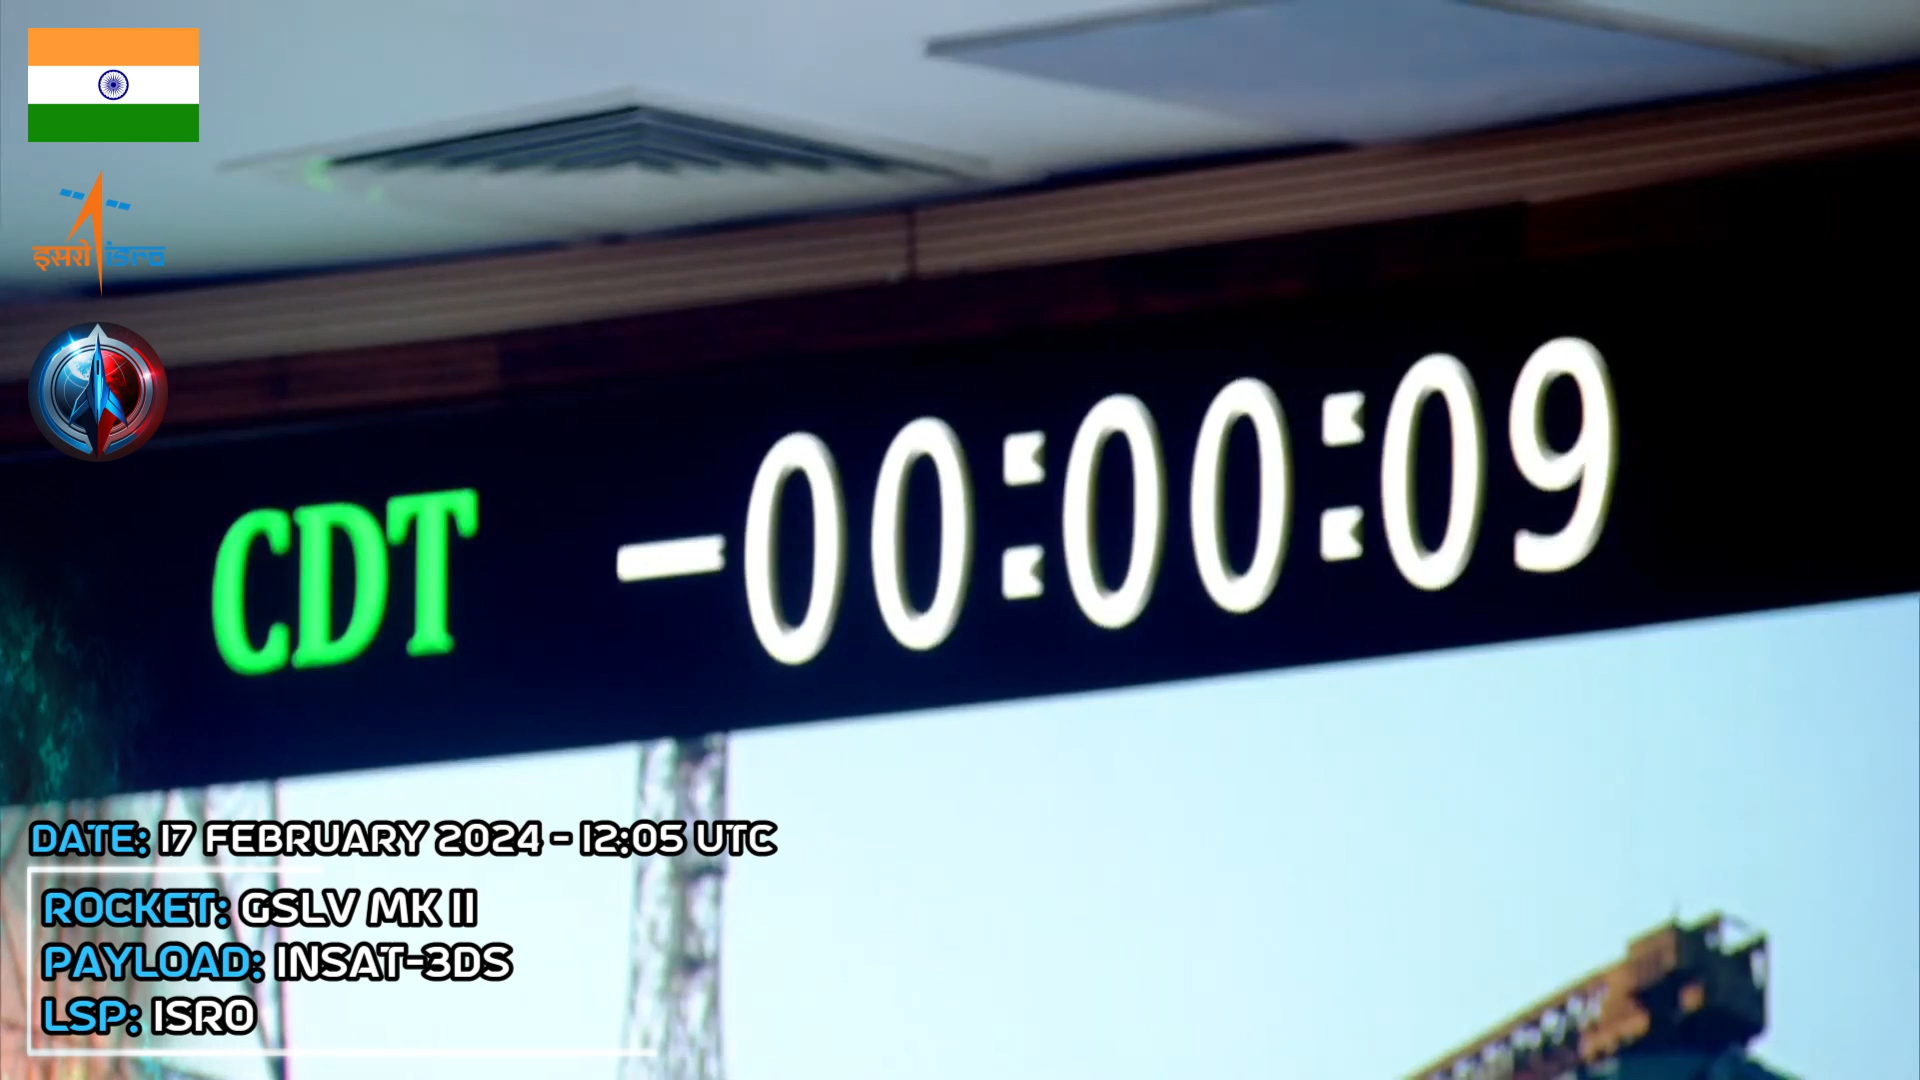 इसरो isro
CDT -00:00:09
DATE: 17 FEBRUARY 2024 - 12:05 UTC
ROCKET: GSLV MK II
PAYLOAD: INSAT-3DS
LSP: ISRO